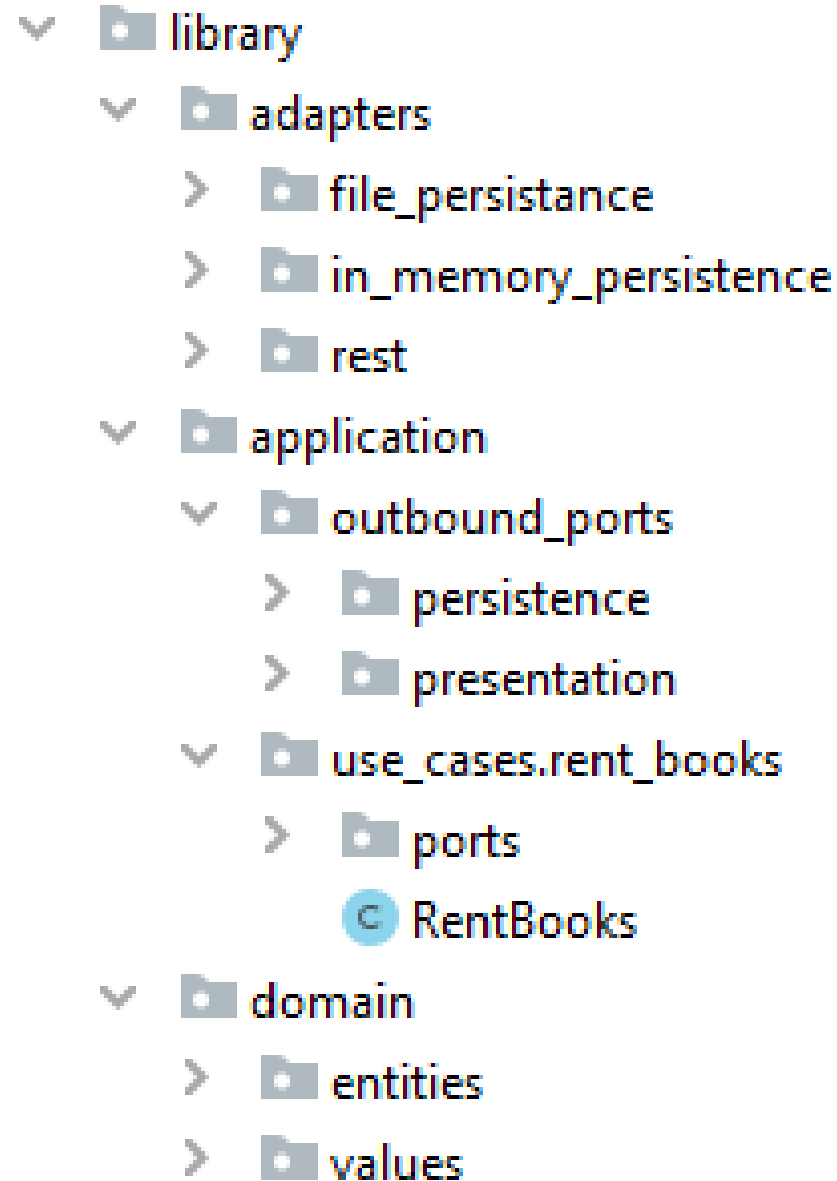 library
adapters
file_persistance
in_memory_persistence
rest
application
outbound_ports
persistence
presentation
use_cases.rent_books
ports
C RentBooks
domain
entities
values